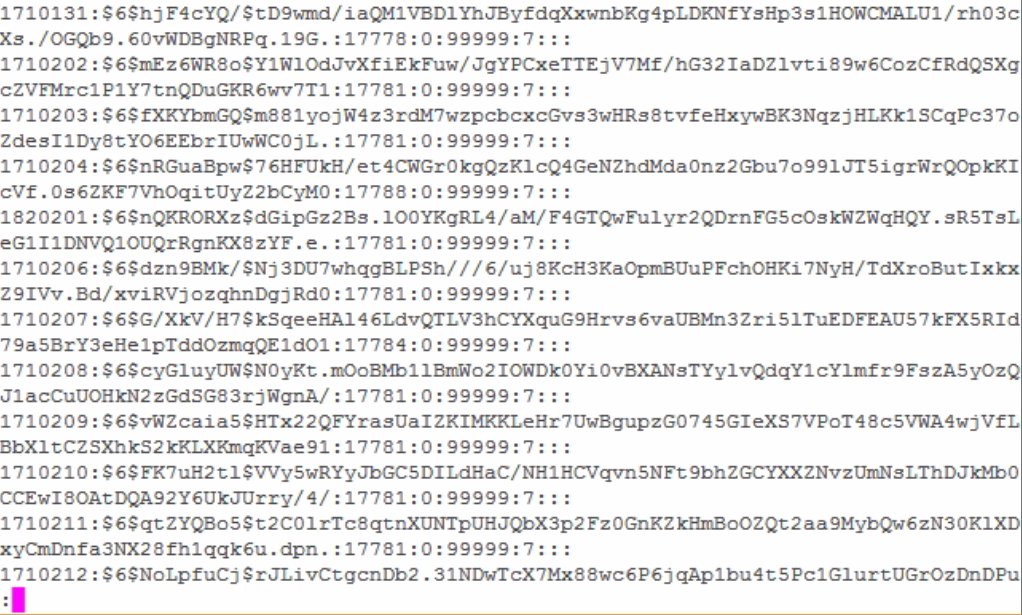 1710131:$6$hjF4cYQ/$tD9wmd/iaQM1VBDlYhJByfdqXxwnbKg4pLDKNfYsHp3s1HOWCMALU1/rh03c
Xs./OGQb9.60vWDBgNRPq.19G.:17778:0:99999:7:::
1710202:$6$mEz6WR8o$Y1WlOdJvXfiEkFuw/JgYPCxeTTEjV7Mf/hG32IaDZlvti89w6CozCfRdQSXg
cZVFMrc1P1Y7tnQDuGKR6wv7T1:17781:0:99999:7:::
1710203:$6$fXKYbmGQ$m881yojW4z3rdM7wzpcbcxcGvs3wHRs8tvfeHxywBK3NqzjHLKk1SCqPc37o
ZdesI1Dy8tYO6EEbrIUwWC0jL.:17781:0:99999:7:::
1710204:$6$nRGuaBpw$76HFUkH/et4CWGr0kgQzKlcQ4GeNZhdMda0nz2Gbu7o99lJT5igrWrQOpkKI
cVf.0s6ZKF7VhOqitUyZ2bCyM0:17788:0:99999:7:::
1820201:$6$nQKRORXz$dGipGz2Bs.lO0YKgRL4/aM/F4GTQwFulyr2QDrnFG5cOskWZWqHQY.sR5TsL
eG1I1DNVQ1OUQrRgnKX8zYF.e.:17781:0:99999:7:::
1710206:$6$dzn9BMk/$Nj3DU7whqgBLPSh///6/uj8KcH3KaOpmBUuPFchOHKi7NyH/TdXroButIxkx
Z9IVv.Bd/xviRVjozqhnDgjRd0:17781:0:99999:7:::
1710207:$6$G/XkV/H7$kSqeeHAl46LdvQTLV3hCYXquG9Hrvs6vaUBMn3Zri5lTuEDFEAU57kFX5RId
79a5BrY3eHe1pTddOzmqQE1dO1:17784:0:99999:7:::
1710208:$6$cyGluyUW$N0yKt.mOoBMb1lBmWo2IOWDk0Yi0vBXANsTYylvQdqY1cYlmfr9FszA5yOzQ
J1acCuUOHkN2zGdSG83rjWgnA/:17781:0:99999:7:::
1710209:$6$vWZcaia5$HTx22QFYrasUaIZKIMKKLeHr7UwBgupzG0745GIeXS7VPoT48c5VWA4wjVfL
BbXltCZSXhkS2kKLXKmqKVae91:17781:0:99999:7:::
1710210:$6$FK7uH2tl$VVy5wRYyJbGC5DILdHaC/NH1HCVqvn5NFt9bhZGCYXXZNvzUmNsLThDJkMb0
CCEwI8OAtDQA92Y6UkJUrry/4/:17781:0:99999:7:::
1710211:$6$qtZYQBo5$t2C0lrTc8qtnXUNTpUHJQbX3p2Fz0GnKZkHmBoOZQt2aa9MybQw6zN30KlXD
xyCmDnfa3NX28fh1qqk6u.dpn.:17781:0:99999:7:::
1710212:$6$NoLpfuCj$rJLivCtgcnDb2.31NDwTcX7Mx88wc6P6jqAp1bu4t5Pc1GlurtUGrOzDnDPu
: